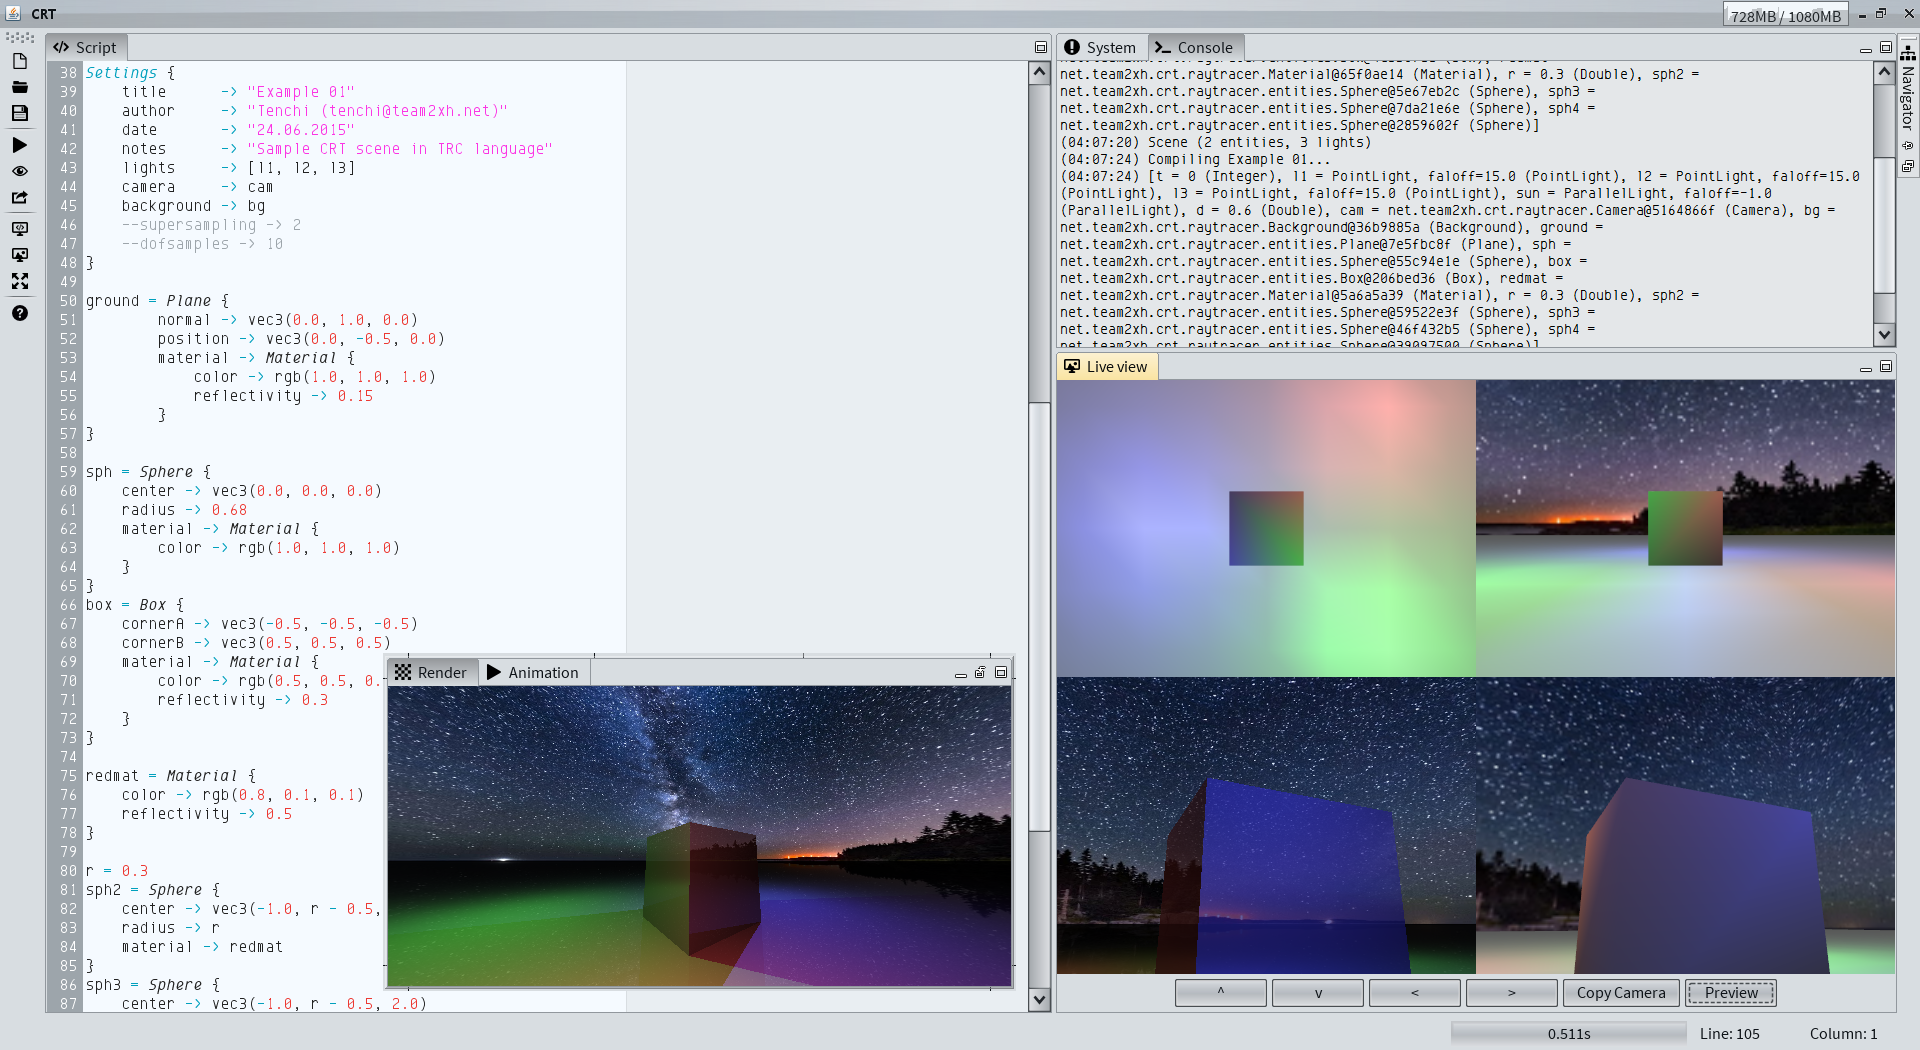 CRT
728MB / 1080MB
Script
38 Settings {
39 title -> "Example 01"
40 author -> "Tenchi (tenchi@team2xh.net)"
41 date -> "24.06.2015"
42 notes -> "Sample CRT scene in TRC language"
43 lights -> [l1, l2, l3]
44 camera -> cam
45 background -> bg
46 --supersampling -> 2
47 --dofsamples -> 10
48 }
49
50 ground = Plane {
51 normal -> vec3(0.0, 1.0, 0.0)
52 position -> vec3(0.0, -0.5, 0.0)
53 material -> Material {
54 color -> rgb(1.0, 1.0, 1.0)
55 reflectivity -> 0.15
56 }
57 }
58
59 sph = Sphere {
60 center -> vec3(0.0, 0.0, 0.0)
61 radius -> 0.68
62 material -> Material {
63 color -> rgb(1.0, 1.0, 1.0)
64 }
65 }
66 box = Box {
67 cornerA -> vec3(-0.5, -0.5, -0.5)
68 cornerB -> vec3(0.5, 0.5, 0.5)
69 material -> Material {
70 color -> rgb(0.5, 0.5, 0.
71 reflectivity -> 0.3
72 }
73 }
74
75 redmat = Material {
76 color -> rgb(0.8, 0.1, 0.1)
77 reflectivity -> 0.5
78 }
79
80 r = 0.3
81 sph2 = Sphere {
82 center -> vec3(-1.0, r - 0.5,
83 radius -> r
84 material -> redmat
85 }
86 sph3 = Sphere {
87 center -> vec3(-1.0, r - 0.5, 2.0)
Render
Animation
System
Console
net.team2xh.crt.raytracer.Material@65f0ae14 (Material), r = 0.3 (Double), sph2 =
net.team2xh.crt.raytracer.entities.Sphere@5e67eb2c (Sphere), sph3 =
net.team2xh.crt.raytracer.entities.Sphere@7da21e6e (Sphere), sph4 =
net.team2xh.crt.raytracer.entities.Sphere@2859602f (Sphere)]
(04:07:20) Scene (2 entities, 3 lights)
(04:07:24) Compiling Example 01...
(04:07:24) [t = 0 (Integer), l1 = PointLight, faloff=15.0 (PointLight), l2 = PointLight, faloff=15.0
(PointLight), l3 = PointLight, faloff=15.0 (PointLight), sun = ParallelLight, faloff=-1.0
(ParallelLight), d = 0.6 (Double), cam = net.team2xh.crt.raytracer.Camera@5164866f (Camera), bg =
net.team2xh.crt.raytracer.Background@36b9885a (Background), ground =
net.team2xh.crt.raytracer.entities.Plane@7e5fbc8f (Plane), sph =
net.team2xh.crt.raytracer.entities.Sphere@55c94e1e (Sphere), box =
net.team2xh.crt.raytracer.entities.Box@206bed36 (Box), redmat =
net.team2xh.crt.raytracer.Material@5a6a5a39 (Material), r = 0.3 (Double), sph2 =
net.team2xh.crt.raytracer.entities.Sphere@59522e3f (Sphere), sph3 =
net.team2xh.crt.raytracer.entities.Sphere@46f432b5 (Sphere), sph4 =
net.team2xh.crt.raytracer.entities.Sphere@39097500 (Sphere)]
Navigator
Live view
^
v
<
>
Copy Camera
Preview
0.511s
Line: 105
Column: 1